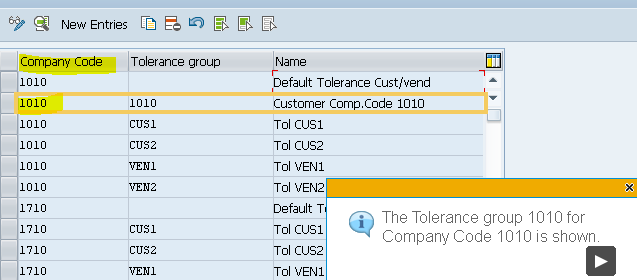 New Entries
Company Code Tolerance group Name
1010 Default Tolerance Cust/vend
1010 1010 Customer Comp.Code 1010
1010 CUS1 Tol CUS1
1010 CUS2 Tol CUS2
1010 VEN1 Tol VEN1
1010 VEN2 Tol VEN2
1710 Default T
1710 CUS1 Tol CUS1
1710 CUS2 Tol CUS2
1710 VEN1 Tol VEN1
The Tolerance group 1010 for
Company Code 1010 is shown.